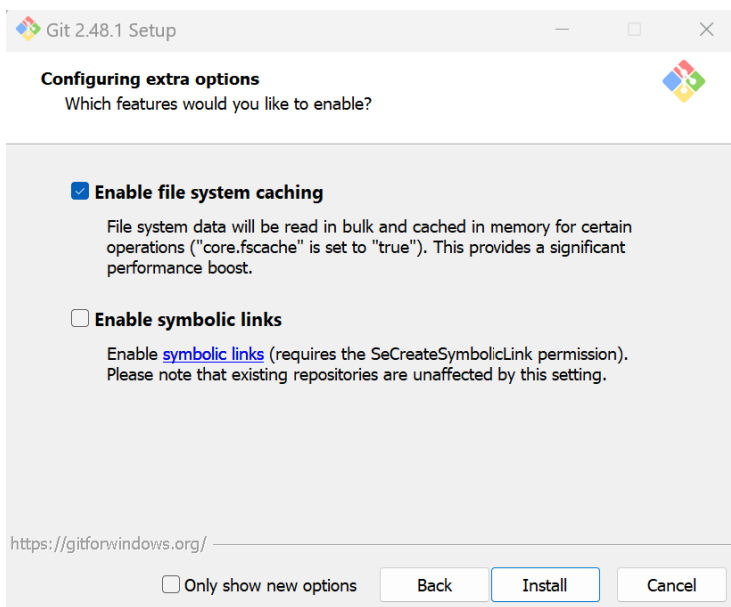 Git 2.48.1 Setup
Configuring extra options
Which features would you like to enable?
Enable file system caching
File system data will be read in bulk and cached in memory for certain
operations ("core.fscache" is set to "true"). This provides a significant
performance boost.
Enable symbolic links
Enable symbolic links (requires the SeCreateSymbolicLink permission).
Please note that existing repositories are unaffected by this setting.
https://gitforwindows.org/
Only show new options Back Install Cancel